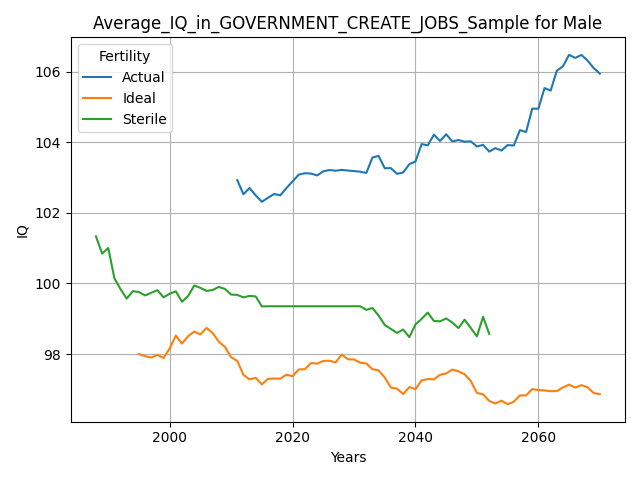 Average_IQ_in_GOVERNMENT_CREATE_JOBS_Sample for Male
Fertility
Actual
Ideal
Sterile
106
104
102
100
98
IQ
2000
2020
2040
2060
Years